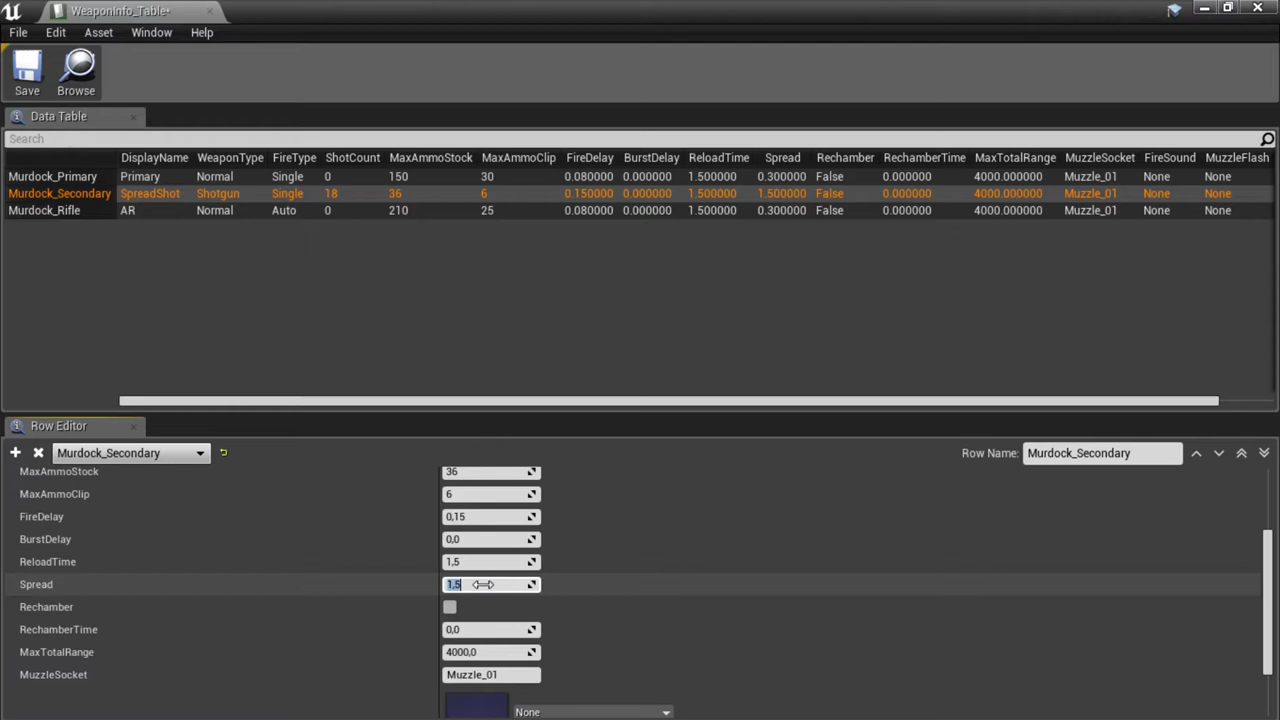 WeaponInfo_Table*
File Edit Asset Window Help
Save Browse
Data Table
Search
DisplayName WeaponType FireType ShotCount MaxAmmoStock MaxAmmoClip FireDelay BurstDelay ReloadTime Spread Rechamber RechamberTime MaxTotalRange MuzzleSocket FireSound MuzzleFlash
Murdock_Primary Primary Normal Single 0 150 30 0.080000 0.000000 1.500000 0.300000 False 0.000000 4000.000000 Muzzle_01 None None
Murdock_Secondary SpreadShot Shotgun Single 18 36 6 0.150000 0.000000 1.500000 1.500000 False 0.000000 4000.000000 Muzzle_01 None None
Murdock_Rifle AR Normal Auto 0 210 25 0.080000 0.000000 1.500000 0.300000 False 0.000000 4000.000000 Muzzle_01 None None
Row Editor
Murdock_Secondary Row Name: Murdock_Secondary
MaxAmmoStock 36
MaxAmmoClip 6
FireDelay 0,15
BurstDelay 0,0
ReloadTime 1,5
Spread 1,5
Rechamber
RechamberTime 0,0
MaxTotalRange 4000,0
MuzzleSocket Muzzle_01
None